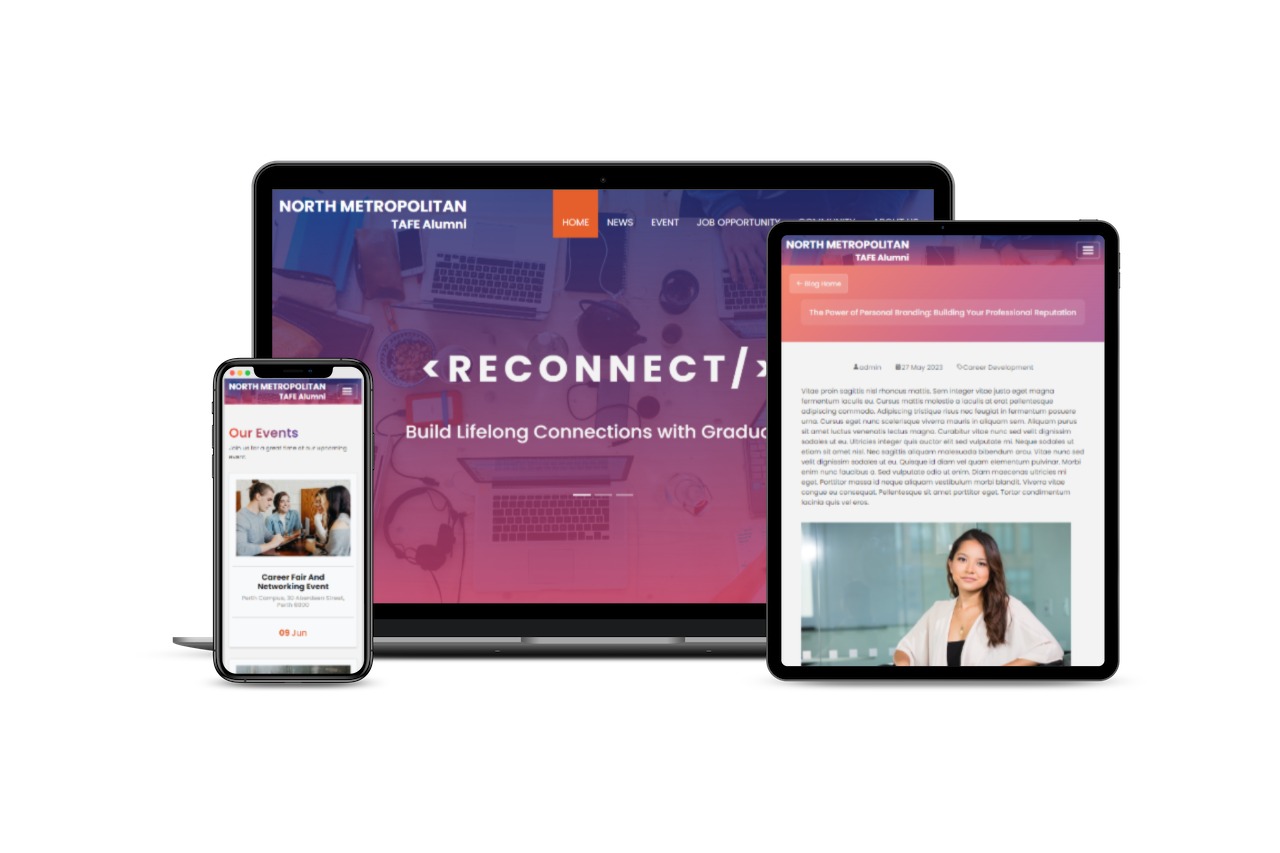 NORTH METROPOLITAN
TAFE Alumni
HOME
NEWS
EVENT
JOB OPPORTUNITY
COMMUNITY
ABOUT US
<RECONNECT/>
Build Lifelong Connections with Gradu
NORTH METROPOLITAN
TAFE Alumni
Our Events
Join us for a great time at our upcoming
event
Career Fair And
Networking Event
Perth Campus, 30 Aberdeen Street,
Perth 6000
09 Jun
NORTH METROPOLITAN
TAFE Alumni
← Blog Home
The Power of Personal Branding: Building Your Professional Reputation
admin
27 May 2023
Career Development
Vitae proin sagittis nisl rhoncus mattis. Sem integer vitae justo eget magna
fermentum iaculis eu. Cursus mattis molestie a iaculis at erat pellentesque
adipiscing commodo. Adipiscing tristique risus nec feugiat in fermentum posuere
urna. Cursus eget nunc scelerisque viverra mauris in aliquam sem. Aliquam purus
sit amet luctus venenatis lectus magna. Curabitur vitae nunc sed velit dignissim
sodales ut eu. Ultricies integer quis auctor elit sed vulputate mi. Neque sodales ut
etiam sit amet nisl. Nec sagittis aliquam malesuada bibendum arcu. Vitae nunc sed
velit dignissim sodales ut eu. Quisque id diam vel quam elementum pulvinar. Morbi
enim nunc faucibus a. Sed vulputate odio ut enim. Diam maecenas ultricies mi
eget. Porttitor massa id neque aliquam vestibulum morbi blandit. Viverra vitae
congue eu consequat. Pellentesque sit amet porttitor eget. Tortor condimentum
lacinia quis vel eros.